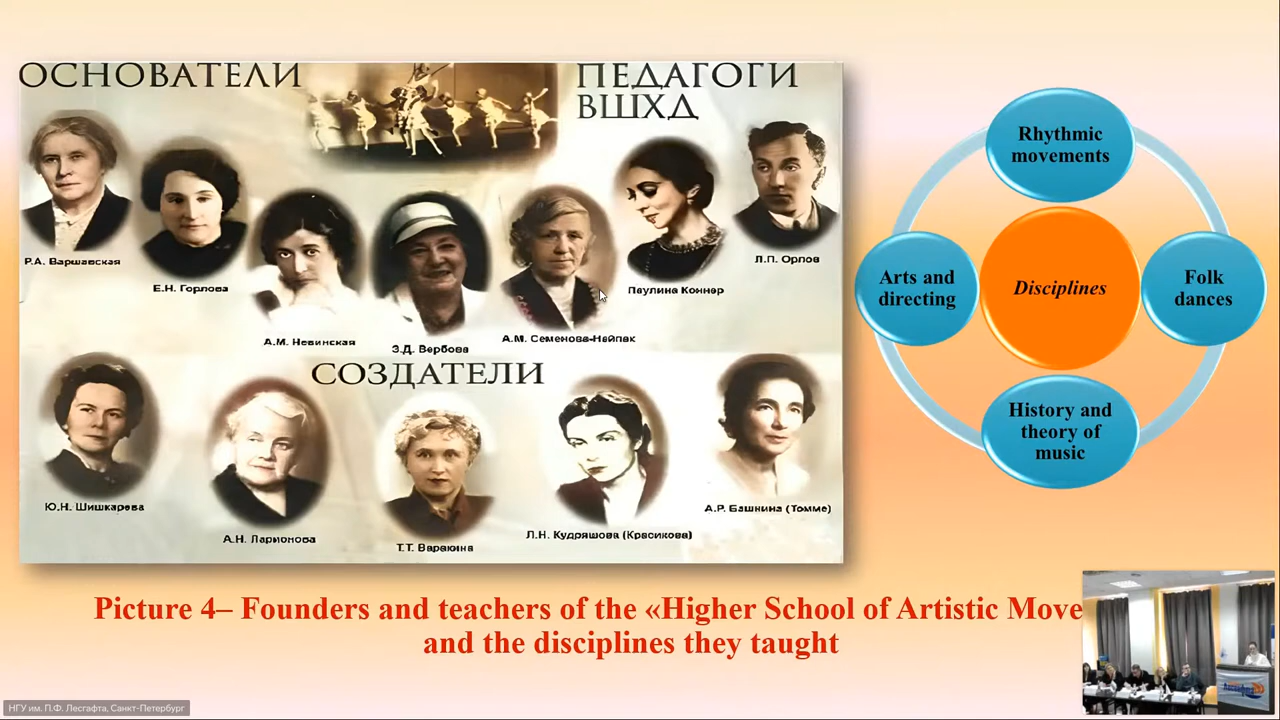 ОСНОВАТЕЛИ
ПЕДАГОГИ
ВШХД
Р.А. Варшавская
Е.Н. Горлова
А.М. Невинская
З.Д. Вербова
А.М. Семенова-Найпак
Паулина Коннер
Л.П. Орлов
СОЗДАТЕЛИ
Ю.Н. Шишкарева
А.Н. Ларионова
Т.Т. Варакина
Л.Н. Кудряшова (Красикова)
А.Р. Башнина (Томме)
Rhythmic
movements
Arts and
directing
Disciplines
Folk
dances
History and
theory of
music
Picture 4– Founders and teachers of the «Higher School of Artistic Move
and the disciplines they taught
НГУ им. П.Ф. Лесгафта, Санкт-Петербург